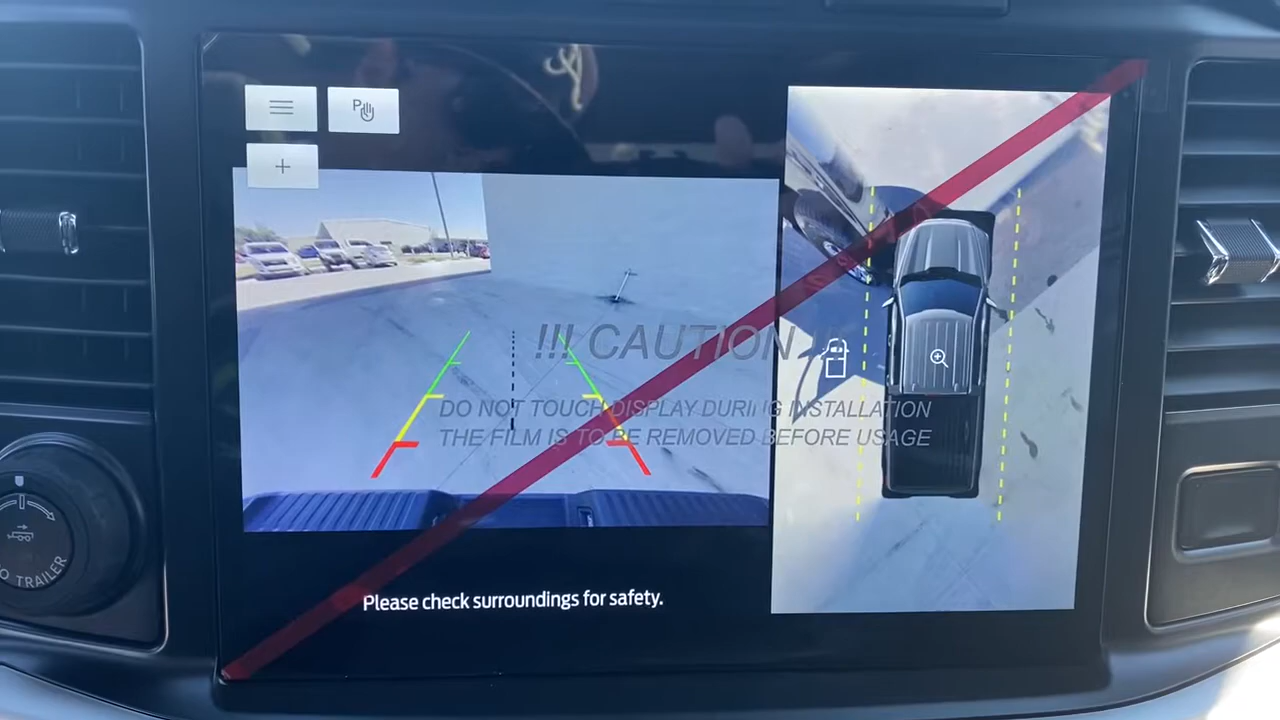 P
!!! CAUTION !!!
DO NOT TOUCH DISPLAY DURING INSTALLATION
THE FILM IS TO BE REMOVED BEFORE USAGE
Please check surroundings for safety.
TRAILER